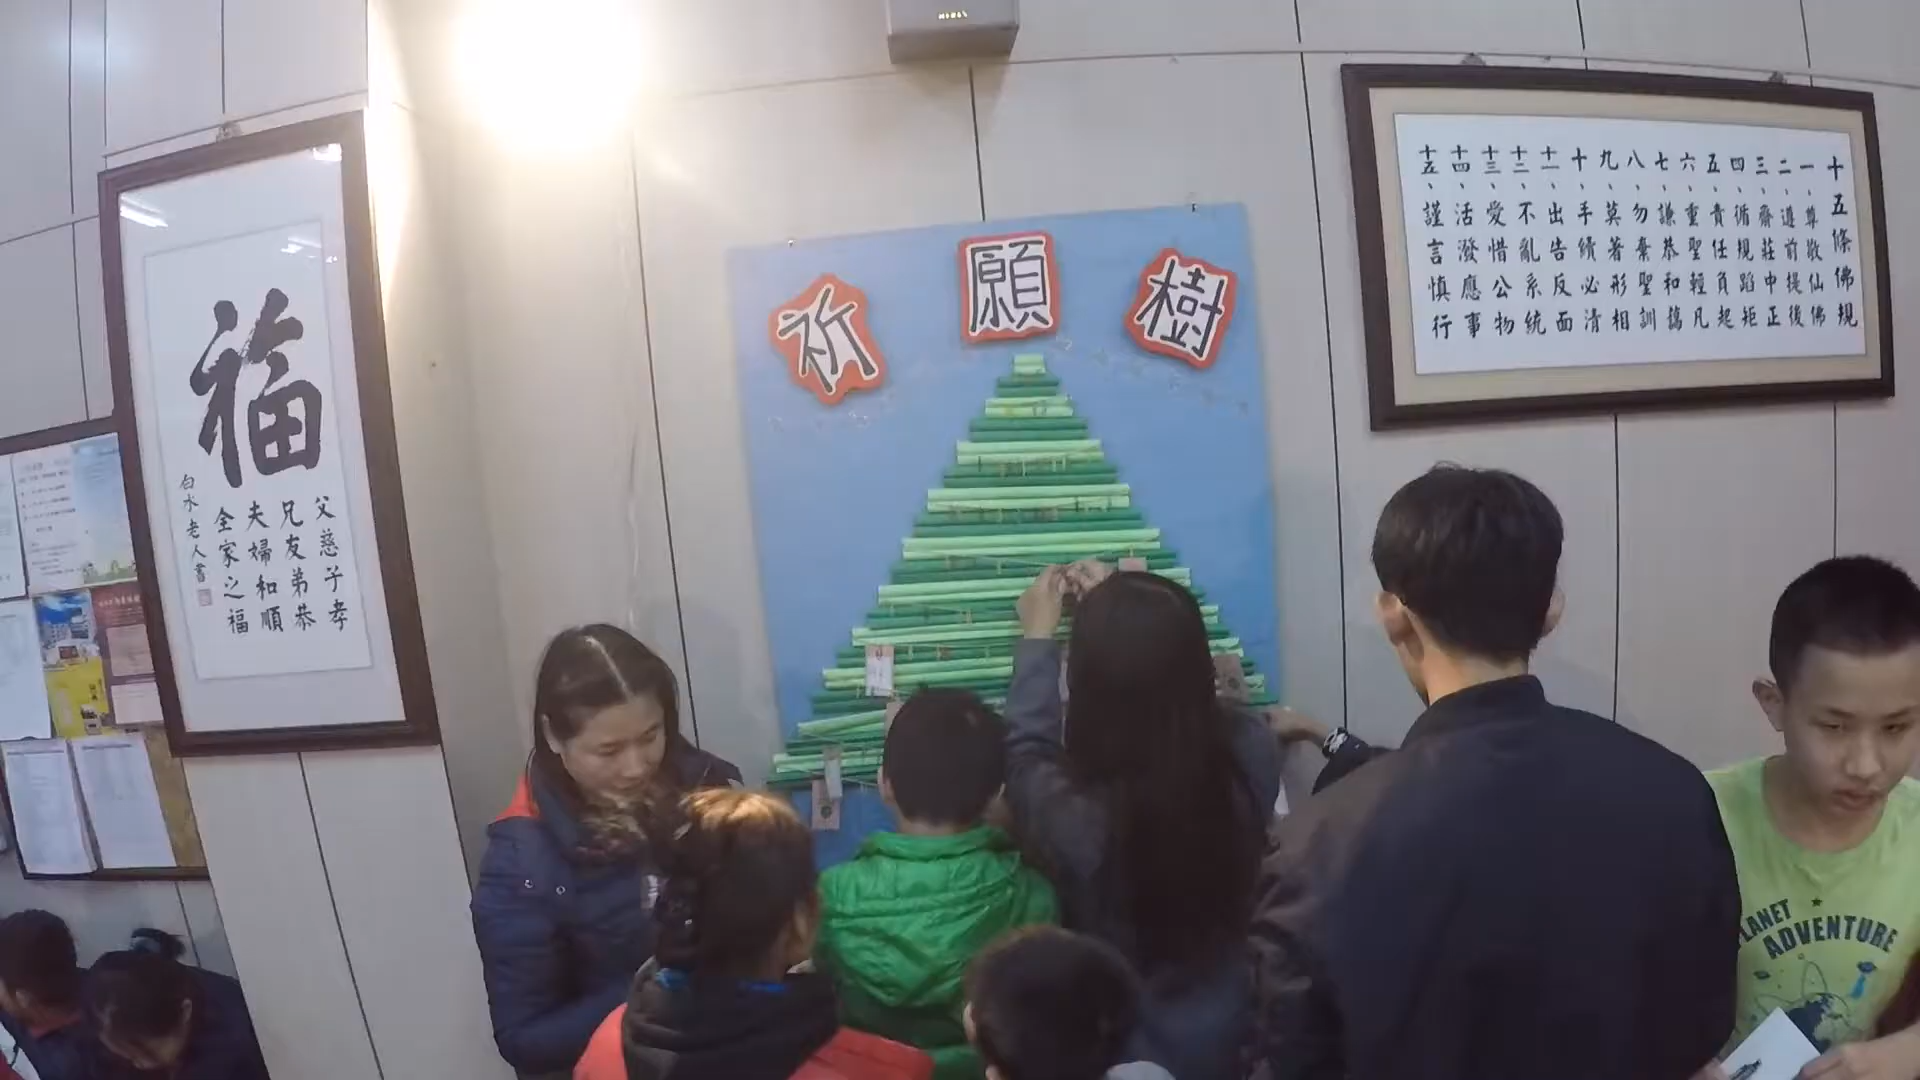 福
父慈子孝
兄友弟恭
夫婦和順
全家之福
白水老人書
祈願樹
十五條佛規
一、尊敬仙佛
二、遵前提後
三、齋莊中正
四、循規蹈矩
五、責任負起
六、重聖輕凡
七、謙恭和藹
八、勿棄聖訓
九、莫著形相
十、手續必清
十一、出告反面
十二、不亂系統
十三、愛惜公物
十四、活潑應事
十五、謹言慎行
PLANET
ADVENTURE